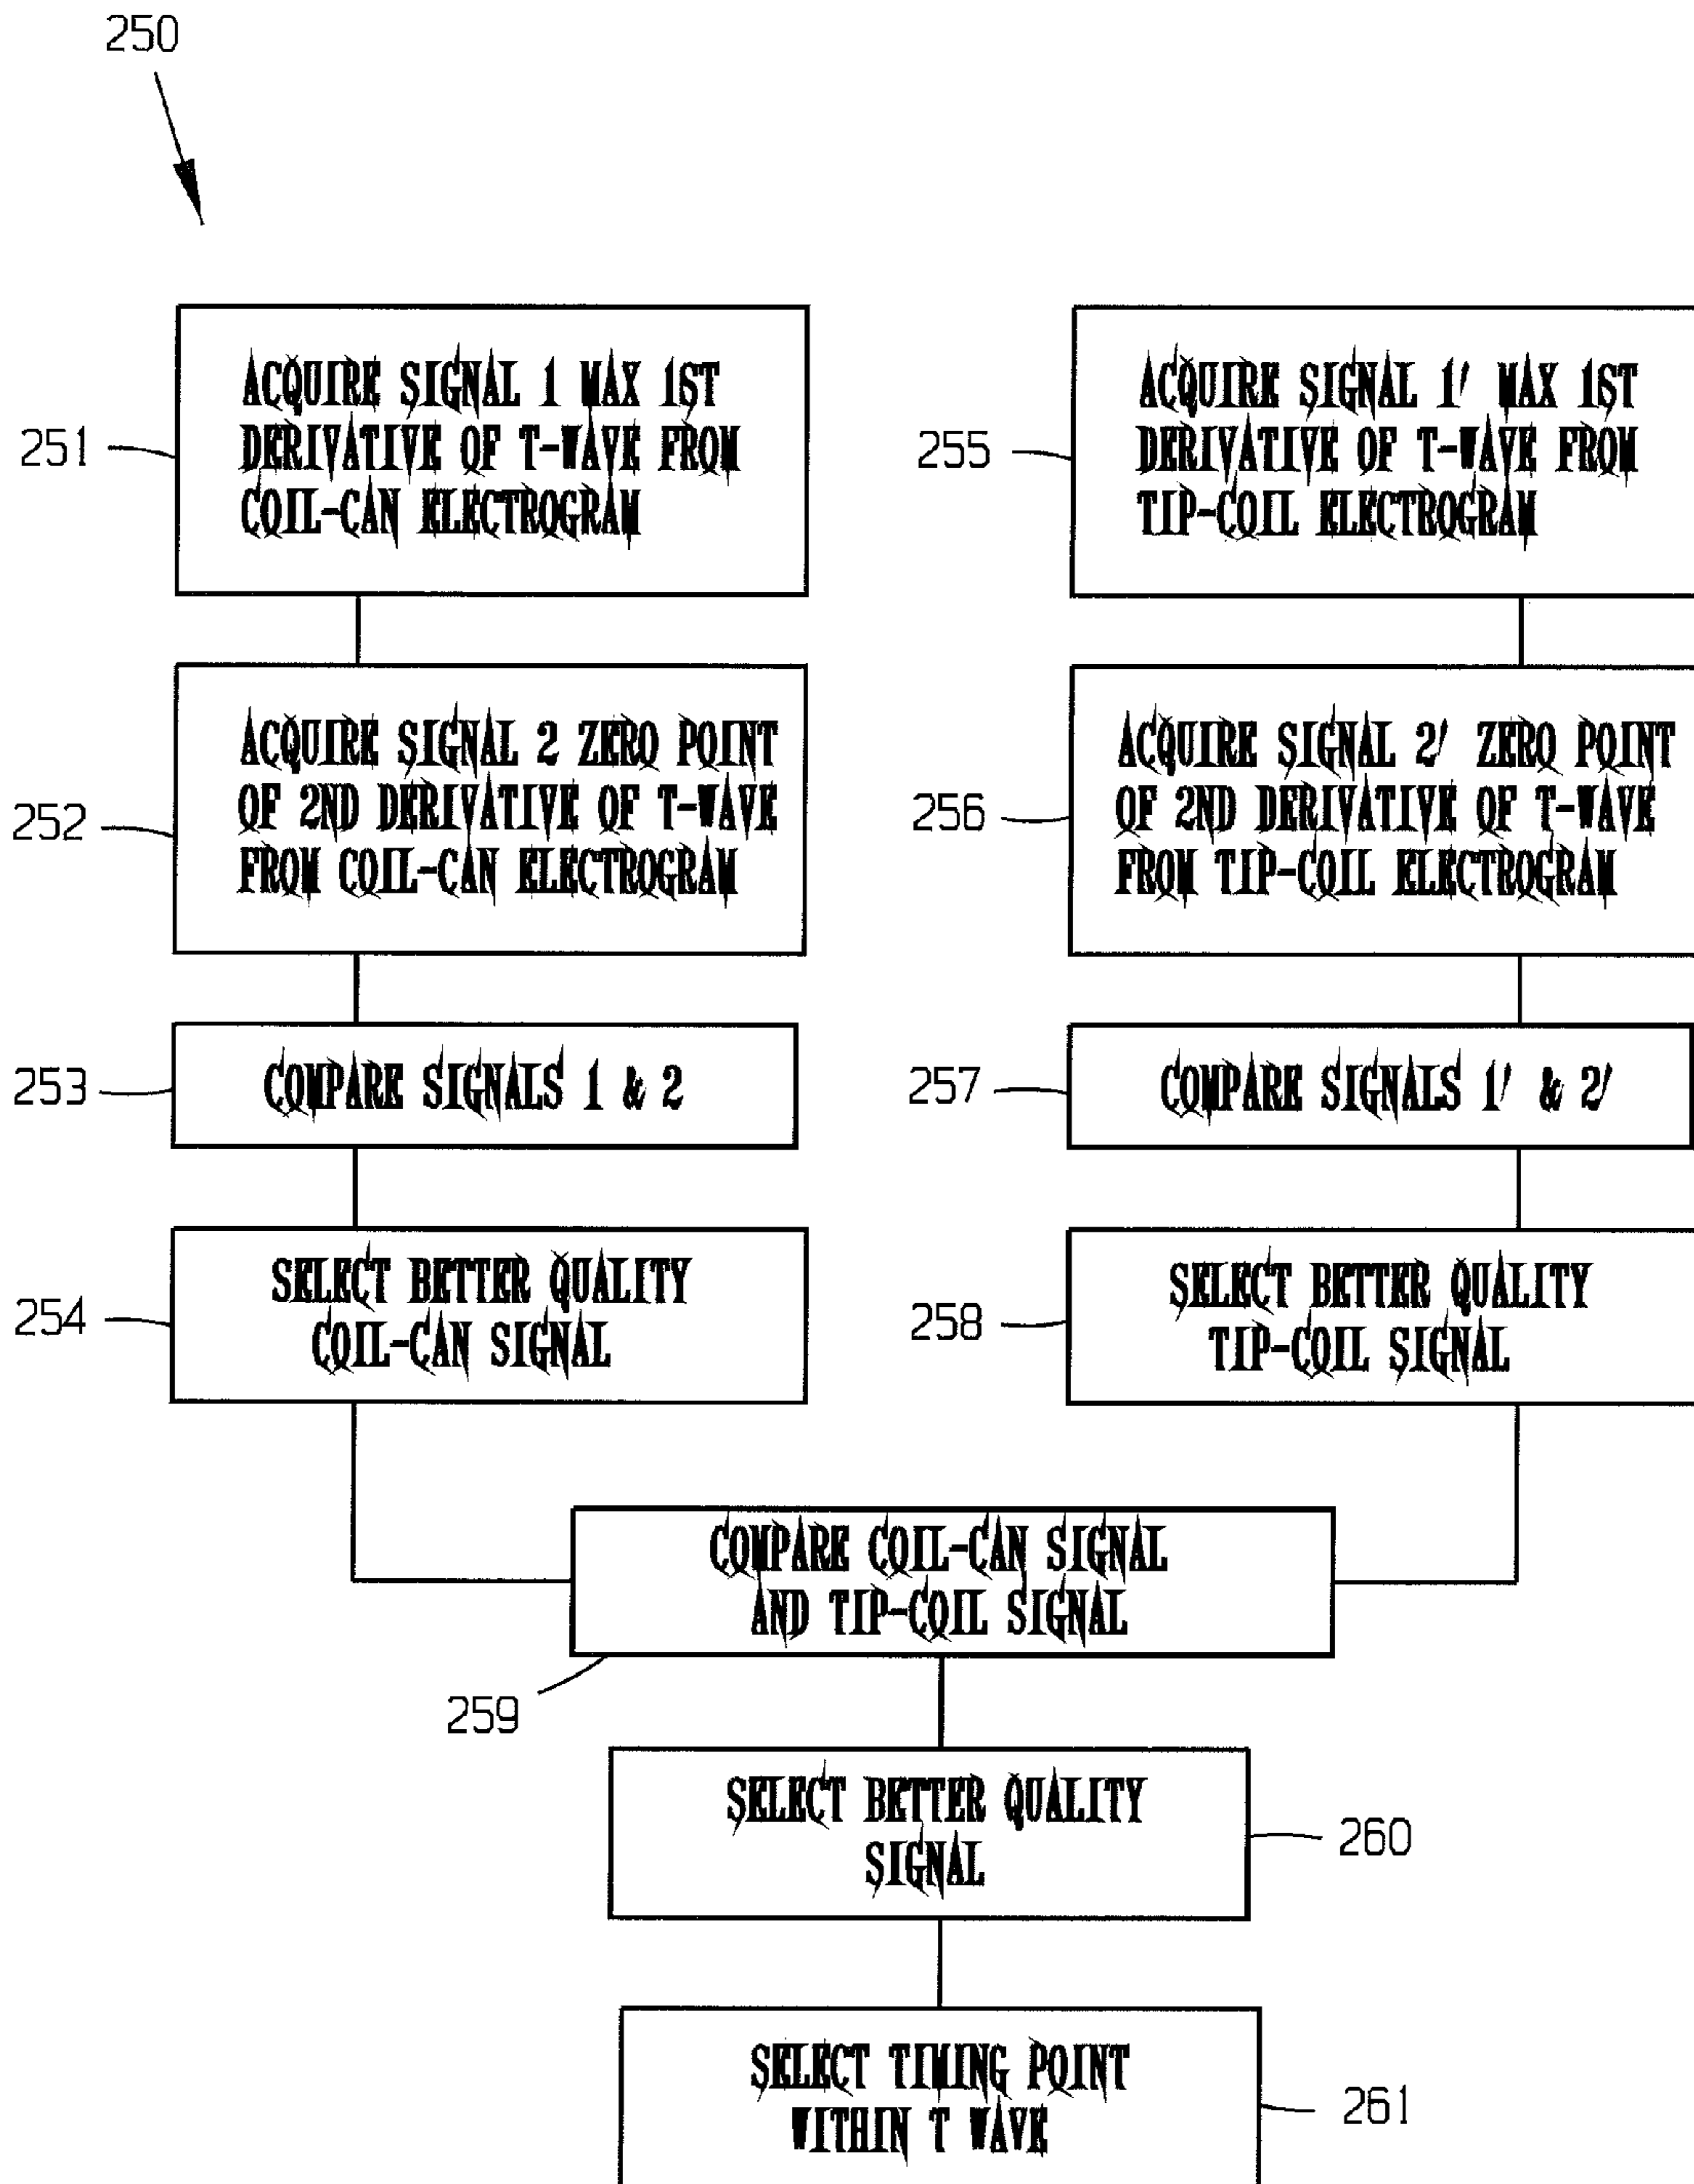 250
251
ACQUIRE SIGNAL 1 MAX 1ST
DERIVATIVE OF T-WAVE FROM
COIL-CAN ELECTROGRAM
252
ACQUIRE SIGNAL 2 ZERO POINT
OF 2ND DERIVATIVE OF T-WAVE
FROM COIL-CAN ELECTROGRAM
253
COMPARE SIGNALS 1 & 2
254
SELECT BETTER QUALITY
COIL-CAN SIGNAL
255
ACQUIRE SIGNAL 1' MAX 1ST
DERIVATIVE OF T-WAVE FROM
TIP-COIL ELECTROGRAM
256
ACQUIRE SIGNAL 2' ZERO POINT
OF 2ND DERIVATIVE OF T-WAVE
FROM TIP-COIL ELECTROGRAM
257
COMPARE SIGNALS 1' & 2'
258
SELECT BETTER QUALITY
TIP-COIL SIGNAL
COMPARE COIL-CAN SIGNAL
AND TIP-COIL SIGNAL
259
SELECT BETTER QUALITY
SIGNAL
260
SELECT TIMING POINT
WITHIN T WAVE
261